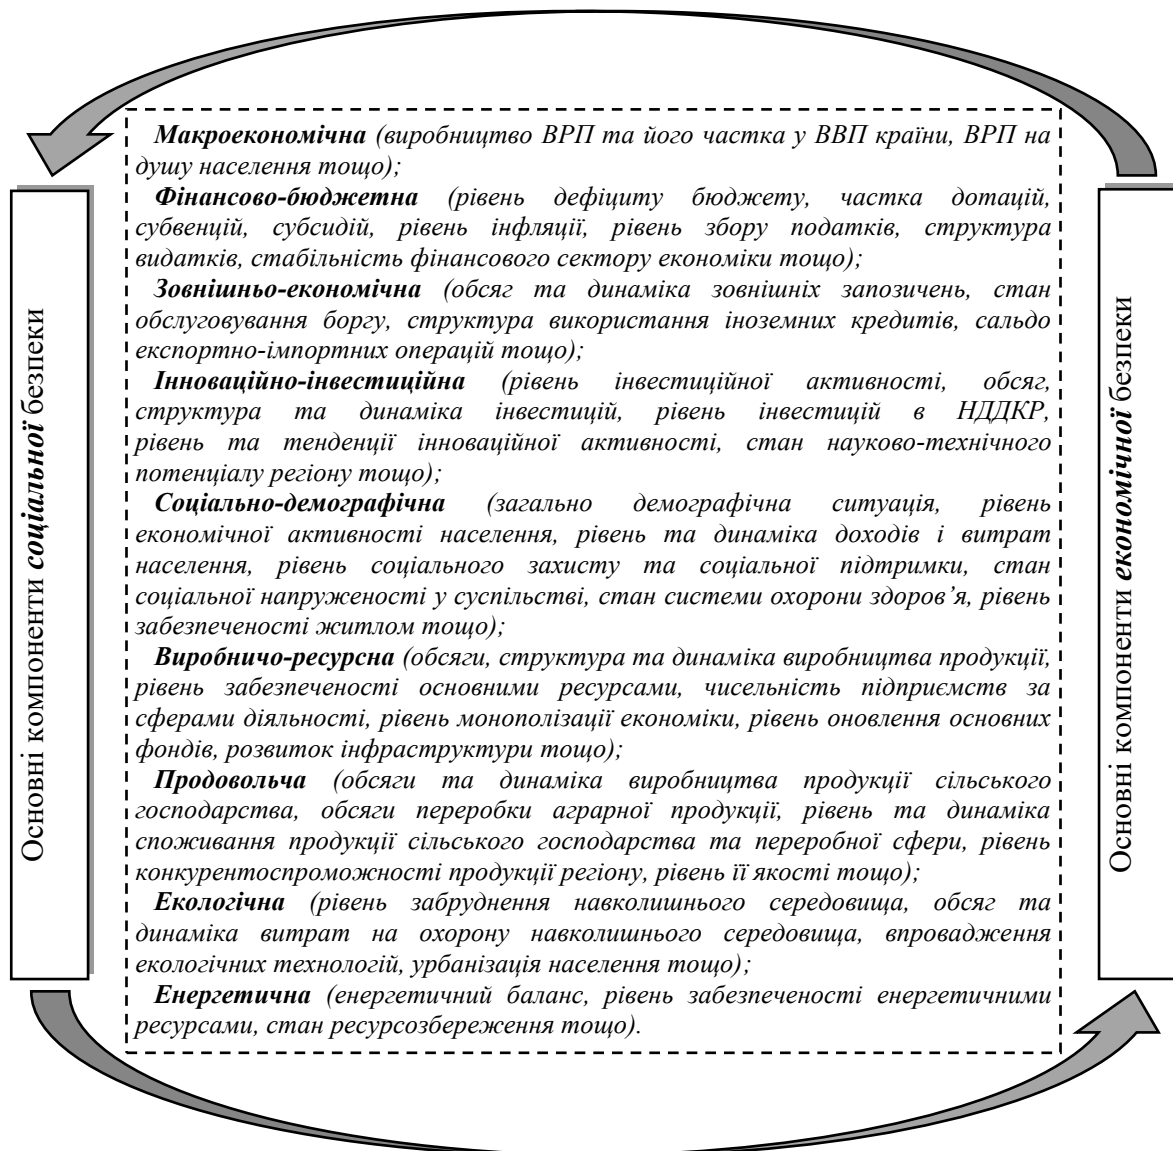 Основні компоненти соціальної безпеки
Макроекономічна (виробництво ВРП та його частка у ВВП країни, ВРП на
душу населення тощо);
Фінансово-бюджетна (рівень дефіциту бюджету, частка дотацій,
субвенцій, субсидій, рівень інфляції, рівень збору податків, структура
видатків, стабільність фінансового сектору економіки тощо);
Зовнішньо-економічна (обсяг та динаміка зовнішніх запозичень, стан
обслуговування боргу, структура використання іноземних кредитів, сальдо
експортно-імпортних операцій тощо);
Інноваційно-інвестиційна (рівень інвестиційної активності, обсяг,
структура та динаміка інвестицій, рівень інвестицій в НДДКР,
рівень та тенденції інноваційної активності, стан науково-технічного
потенціалу регіону тощо);
Соціально-демографічна (загально демографічна ситуація, рівень
економічної активності населення, рівень та динаміка доходів і витрат
населення, рівень соціального захисту та соціальної підтримки, стан
соціальної напруженості у суспільстві, стан системи охорони здоров’я, рівень
забезпеченості житлом тощо);
Виробничо-ресурсна (обсяги, структура та динаміка виробництва продукції,
рівень забезпеченості основними ресурсами, чисельність підприємств за
сферами діяльності, рівень монополізації економіки, рівень оновлення основних
фондів, розвиток інфраструктури тощо);
Продовольча (обсяги та динаміка виробництва продукції сільського
господарства, обсяги переробки аграрної продукції, рівень та динаміка
споживання продукції сільського господарства та переробної сфери, рівень
конкурентоспроможності продукції регіону, рівень її якості тощо);
Екологічна (рівень забруднення навколишнього середовища, обсяг та
динаміка витрат на охорону навколишнього середовища, впровадження
екологічних технологій, урбанізація населення тощо);
Енергетична (енергетичний баланс, рівень забезпеченості енергетичними
ресурсами, стан ресурсозбереження тощо).
Основні компоненти економічної безпеки